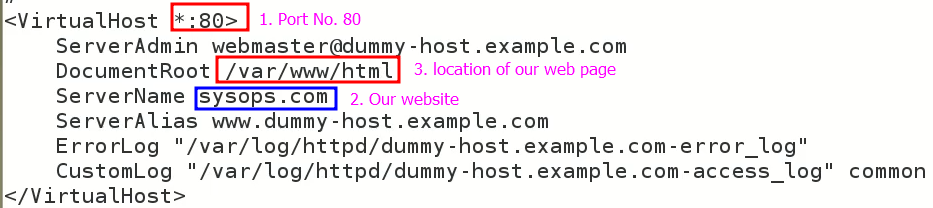 <VirtualHost *:80> 1. Port No. 80
ServerAdmin webmaster@dummy-host.example.com
DocumentRoot /var/www/html 3. location of our web page
ServerName sysops.com 2. Our website
ServerAlias www.dummy-host.example.com
ErrorLog "/var/log/httpd/dummy-host.example.com-error_log"
CustomLog "/var/log/httpd/dummy-host.example.com-access_log" common
</VirtualHost>